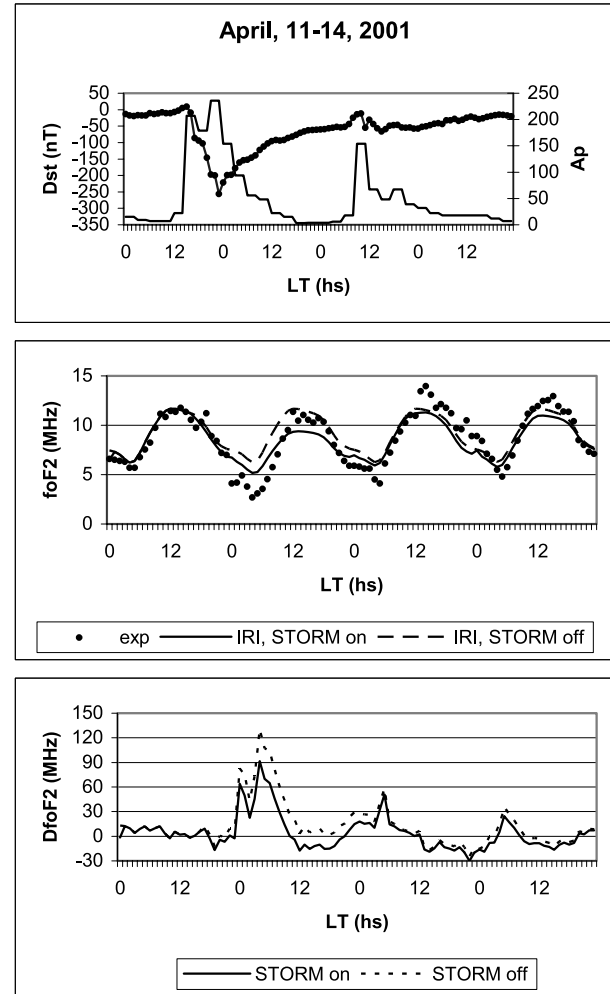 April, 11-14, 2001
50
0
-50
-100
-150
-200
-250
-300
-350
250
200
150
100
50
0
Dst (nT)
Ap
0 12 0 12 0 12 0 12
LT (hs)
15
10
5
0
foF2 (MHz)
0 12 0 12 0 12 0 12
LT (hs)
exp IRI, STORM on IRI, STORM off
150
120
90
60
30
0
-30
DfoF2 (MHz)
0 12 0 12 0 12 0 12
LT (hs)
STORM on STORM off